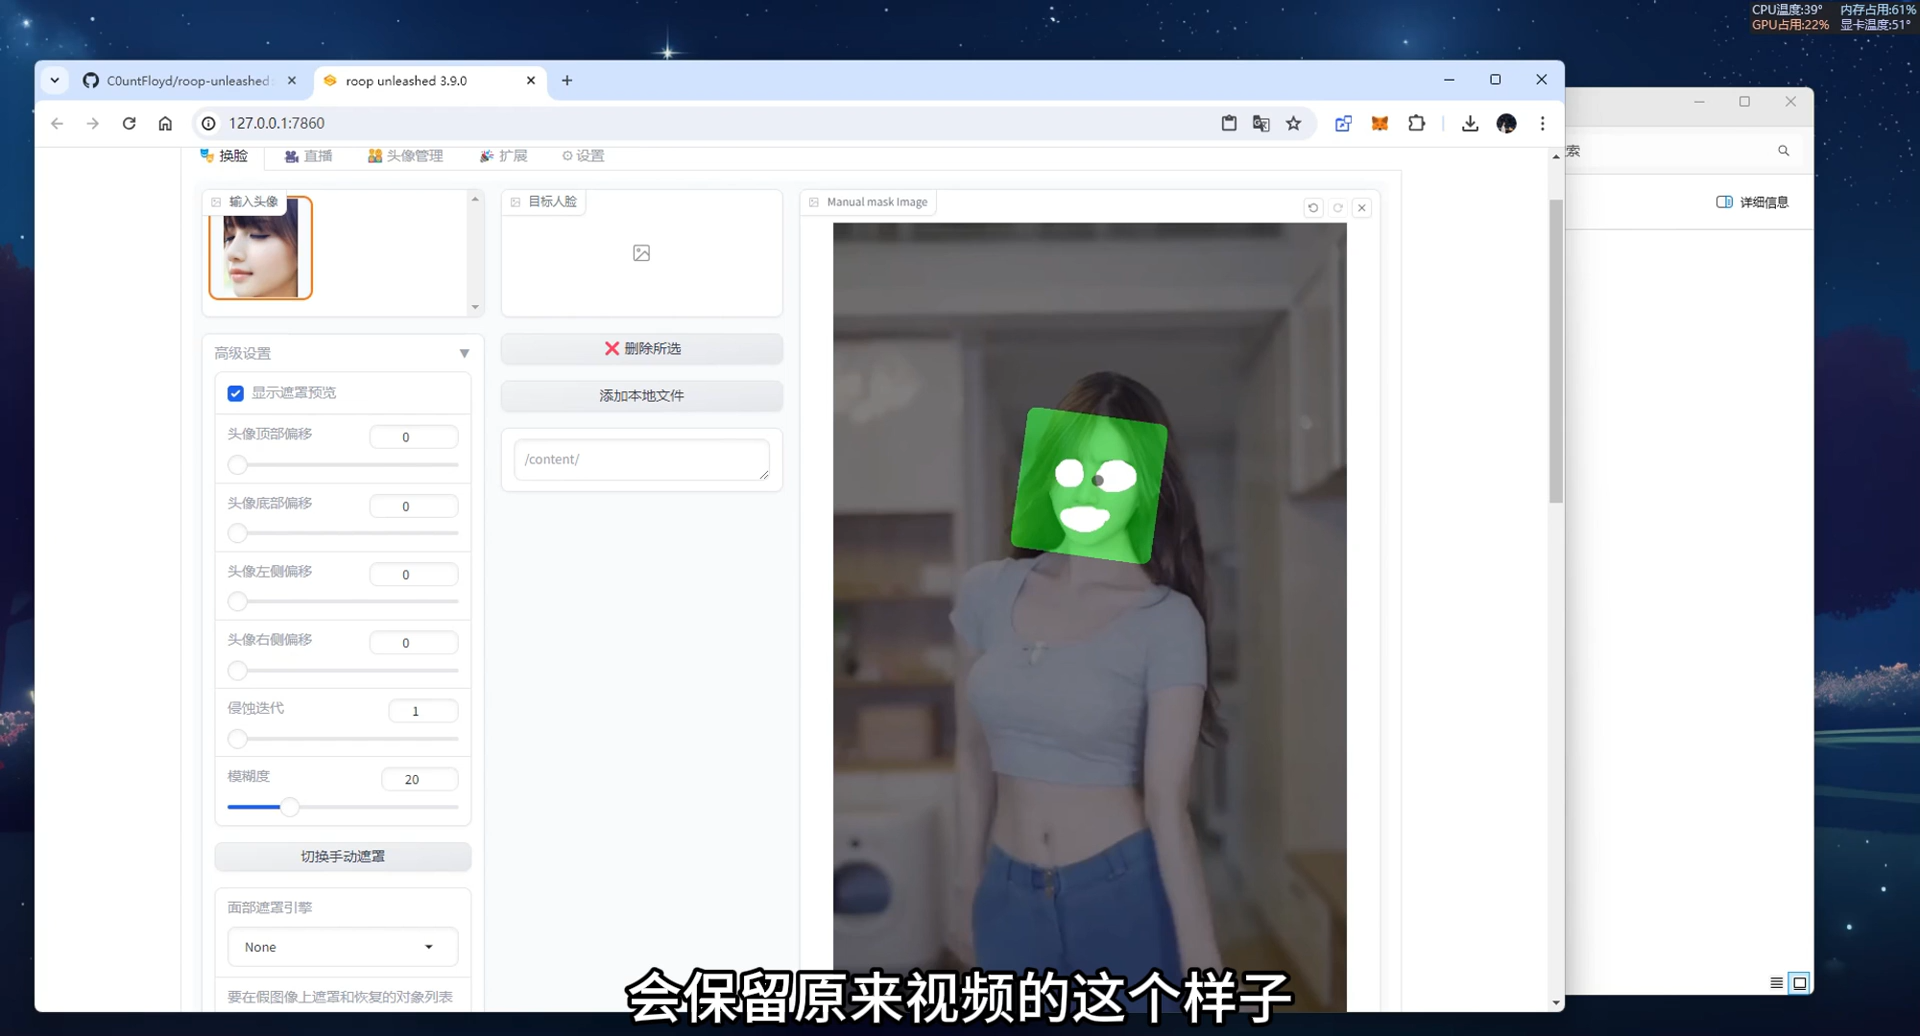 CPU温度:39° 内存占用:61%
GPU占用:22% 显卡温度:51°
C0untFloyd/roop-unleashed
roop unleashed 3.9.0
127.0.0.1:7860
索
换脸
直播
头像管理
扩展
设置
详细信息
输入头像
目标人脸
Manual mask Image
删除所选
高级设置
显示遮罩预览
添加本地文件
头像顶部偏移
0
/content/
头像底部偏移
0
头像左侧偏移
0
头像右侧偏移
0
侵蚀迭代
1
模糊度
20
切换手动遮罩
面部遮罩引擎
None
要在假图像上遮罩和恢复的对象列表
会保留原来视频的这个样子